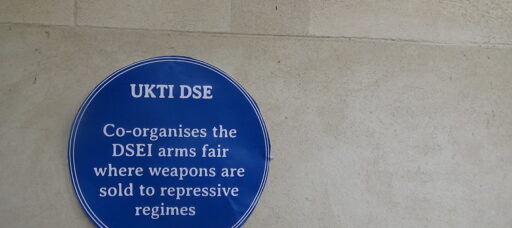 UKTI DSE
Co-organises the
DSEI arms fair
where weapons are
sold to repressive
regimes